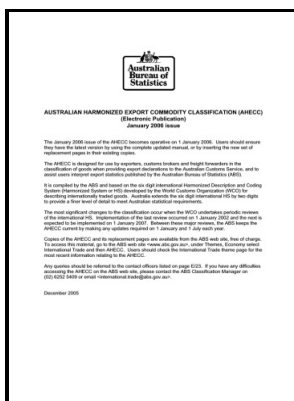 Australian
Bureau of
Statistics
AUSTRALIAN HARMONIZED EXPORT COMMODITY CLASSIFICATION (AHECC)
(Electronic Publication)
January 2006 issue
The January 2006 issue of the AHECC becomes operative on 1 January 2006. Users should ensure
they have the latest version by using the complete updated manual, or by inserting the new set of
replacement pages in their existing copies.
The AHECC is designed for use by exporters, customs brokers and freight forwarders in the
classification of goods when providing export declarations to the Australian Customs Service, and to
assist users interpret export statistics published by the Australian Bureau of Statistics (ABS).
It is compiled by the ABS and based on the six digit international Harmonized Description and Coding
System (Harmonized System or HS) developed by the World Customs Organization (WCO) for
describing internationally traded goods. Australia extends the six digit international HS by two digits
to provide a finer level of detail to meet Australian statistical requirements.
The most significant changes to the classification occur when the WCO undertakes periodic reviews
of the international HS. Implementation of the last review occurred on 1 January 2002 and the next is
expected to be implemented on 1 January 2007. Between these major reviews, the ABS keeps the
AHECC current by making any updates required on 1 January and 1 July each year.
Copies of the AHECC and its replacement pages are available from the ABS web site, free of charge.
To access this material, go to the ABS web site <www.abs.gov.au>, under Themes, Economy select
International Trade and then AHECC. Users should check the International Trade theme page for the
most recent information relating to the AHECC.
Any queries should be referred to the contact officers listed on page E/23. If you have any difficulties
accessing the AHECC on the ABS web site, please contact the ABS Classification Manager on
(02) 6252 5409 or email <international.trade@abs.gov.au>.
December 2005